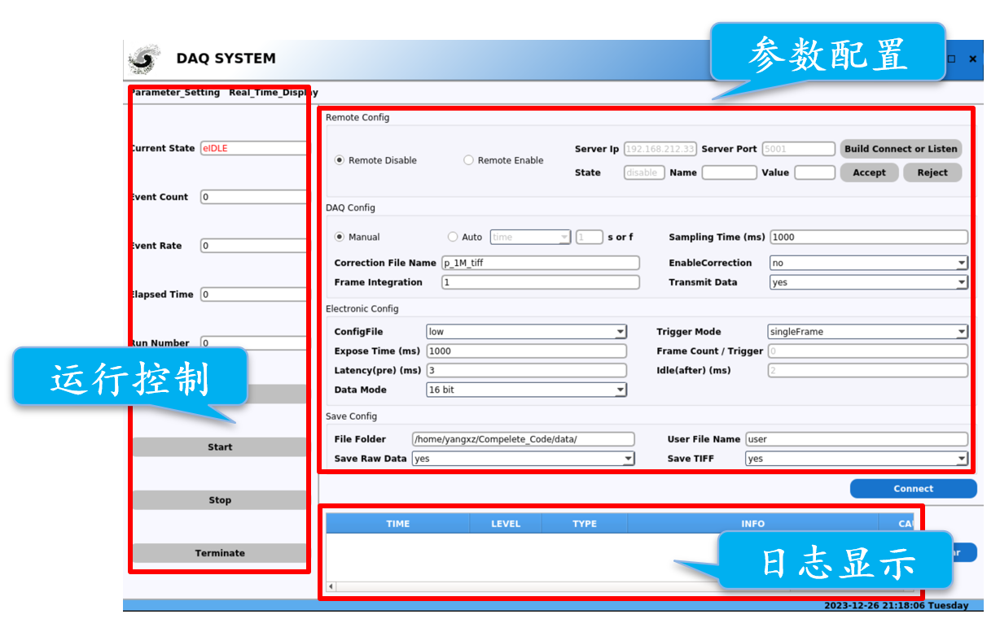 DAQ SYSTEM
参数配置
Parameter_Setting Real_Time_Display
Remote Config
Current State eIDLE
Remote Disable Remote Enable
Server Ip 192.168.212.33 Server Port 5001 Build Connect or Listen
State disable Name Value Accept Reject
Event Count 0
DAQ Config
Manual Auto time 1 s or f Sampling Time (ms) 1000
Event Rate 0
Correction File Name p_1M_tiff EnableCorrection no
Frame Integration 1 Transmit Data yes
Elapsed Time 0
Electronic Config
ConfigFile low Trigger Mode singleFrame
Run Number 0
Expose Time (ms) 1000 Frame Count / Trigger 0
Latency(pre) (ms) 3 Idle(after) (ms) 2
Data Mode 16 bit
运行控制
Save Config
File Folder /home/yangxz/Compelete_Code/data/ User File Name user
Save Raw Data yes Save TIFF yes
Start
Connect
Stop
TIME LEVEL TYPE INFO
Terminate
日志显示
2023-12-26 21:18:06 Tuesday